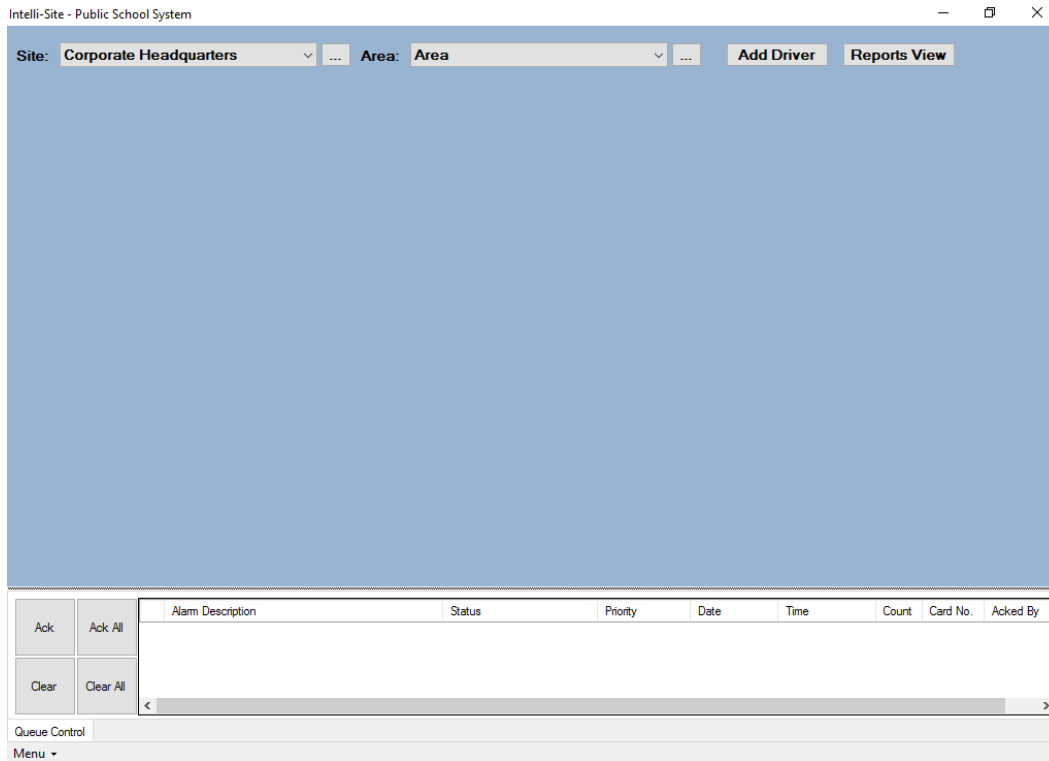 Intelli-Site - Public School System
Site: Corporate Headquarters ... Area: Area ... Add Driver Reports View
Alarm Description Status Priority Date Time Count Card No. Acked By
Ack Ack All
Clear Clear All
Queue Control
Menu